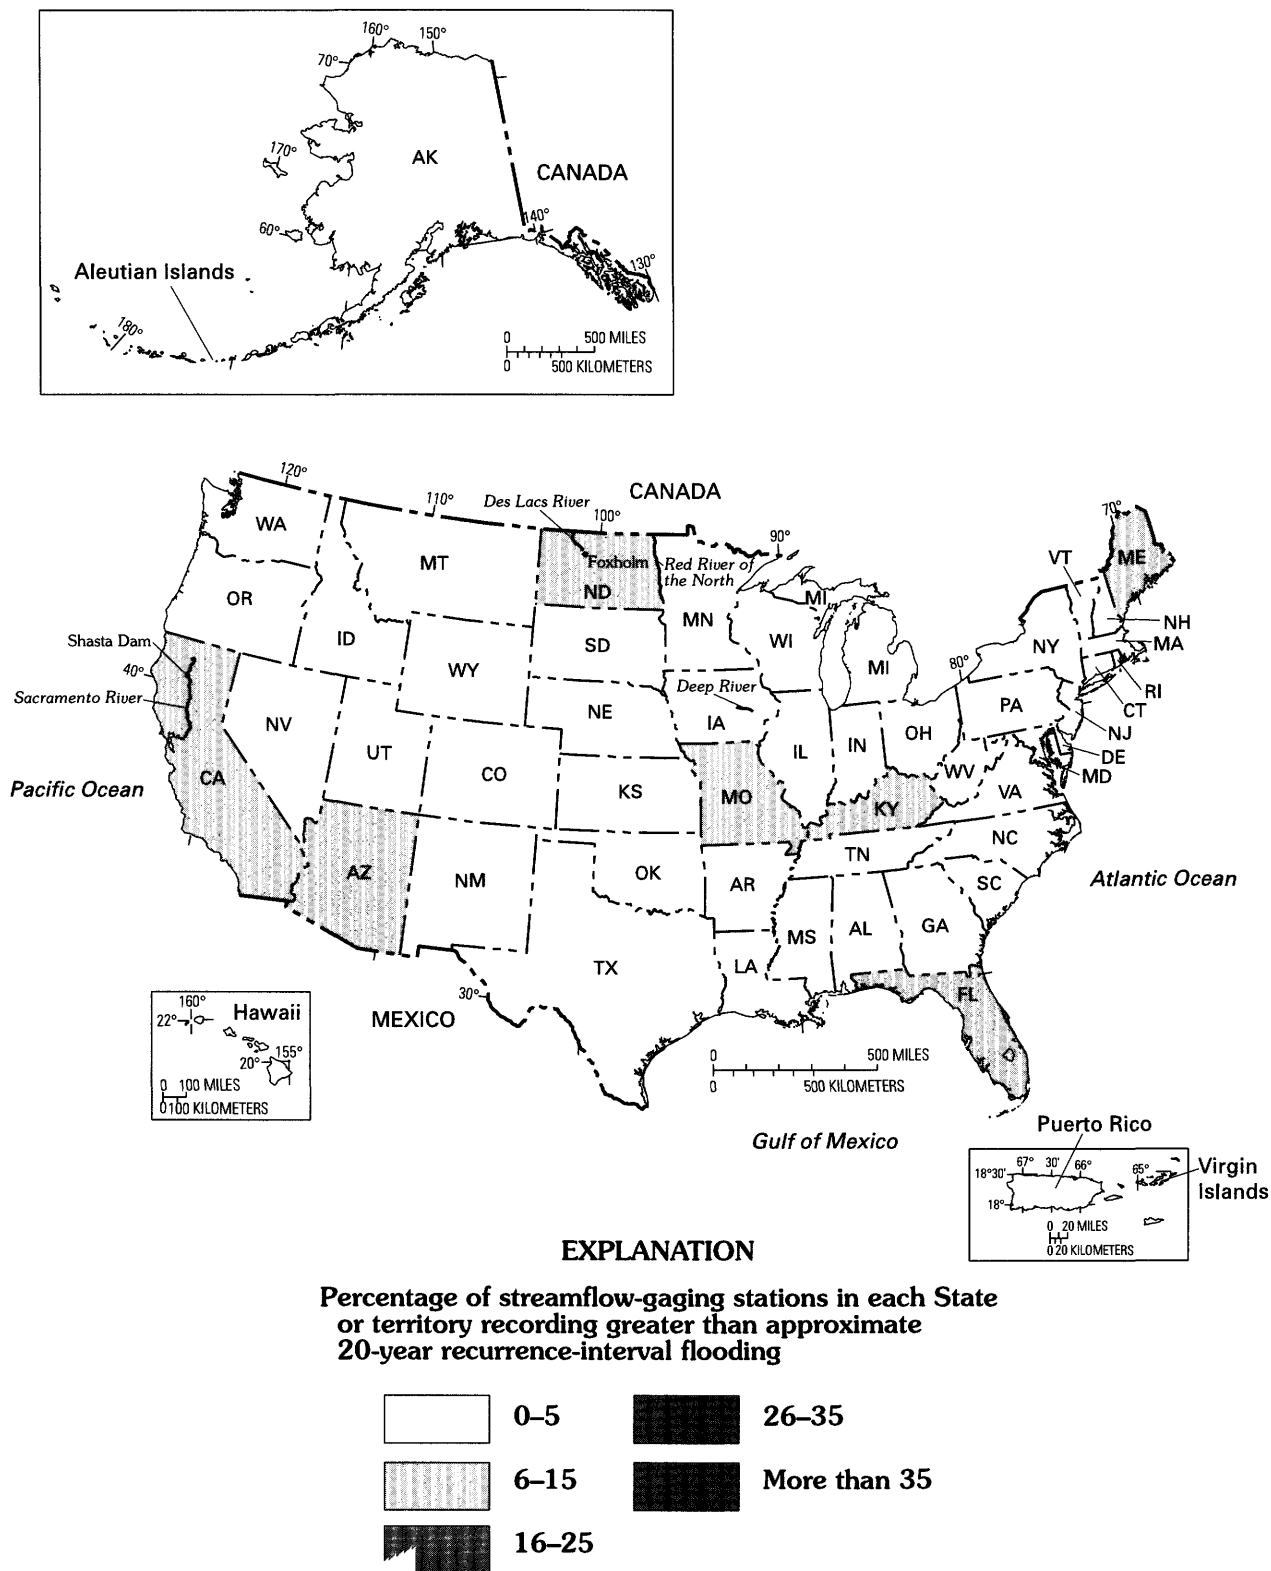 160°
150°
70°
170°
AK
CANADA
60°
140°
130°
Aleutian Islands
180°
0 500 MILES
0 500 KILOMETERS
120°
110°
Des Lacs River
100°
CANADA
90°
70°
WA
MT
Foxholm
Red River of
the North
VT
ME
ND
MN
MI
OR
ID
SD
WI
NY
NH
MA
Shasta Dam
40°
WY
MI
80°
RI
Sacramento River
Deep River
NE
IA
PA
CT
NJ
NV
UT
IL
IN
OH
DE
MD
Pacific Ocean
CA
CO
KS
MO
WV
KY
VA
NC
TN
AZ
NM
OK
AR
SC
Atlantic Ocean
MS
AL
GA
TX
LA
FL
30°
MEXICO
160°
22°
Hawaii
20°
155°
0 100 MILES
0 100 KILOMETERS
0 500 MILES
0 500 KILOMETERS
Gulf of Mexico
Puerto Rico
67° 30' 66° 65°
18°30'
18°
Virgin
Islands
0 20 MILES
0 20 KILOMETERS
EXPLANATION
Percentage of streamflow-gaging stations in each State
or territory recording greater than approximate
20-year recurrence-interval flooding
0–5
26–35
6–15
More than 35
16–25